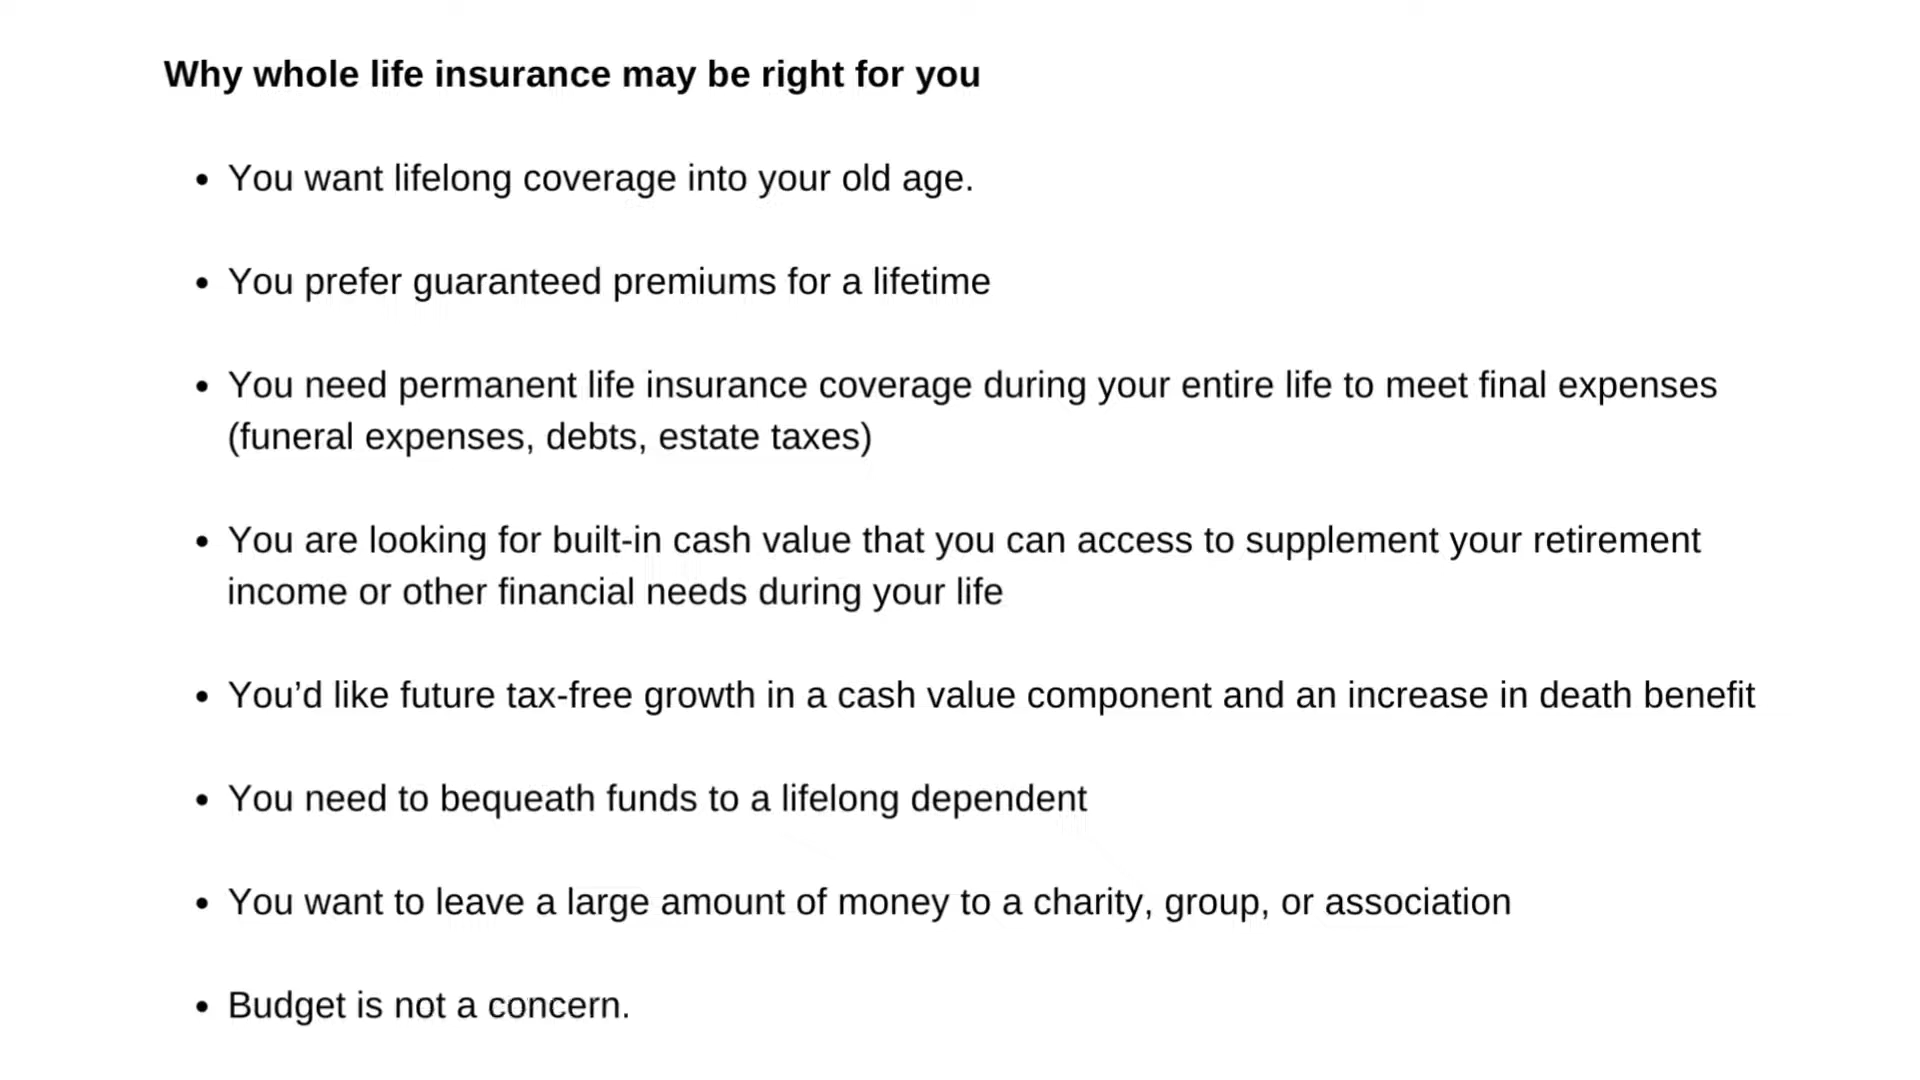 Why whole life insurance may be right for you
• You want lifelong coverage into your old age.
• You prefer guaranteed premiums for a lifetime
• You need permanent life insurance coverage during your entire life to meet final expenses
(funeral expenses, debts, estate taxes)
• You are looking for built-in cash value that you can access to supplement your retirement
income or other financial needs during your life
• You’d like future tax-free growth in a cash value component and an increase in death benefit
• You need to bequeath funds to a lifelong dependent
• You want to leave a large amount of money to a charity, group, or association
• Budget is not a concern.